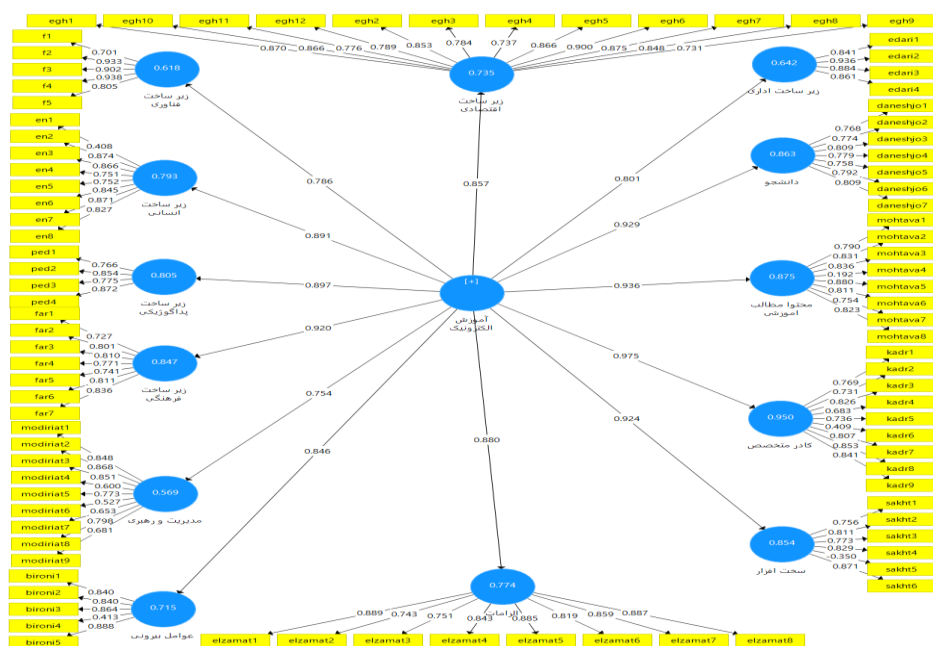 egh1 egh10 egh11 egh12 egh2 egh3 egh4 egh5 egh6 egh7 egh8 egh9
0.870 0.866 0.776 0.789 0.853 0.784 0.737 0.866 0.900 0.875 0.848 0.731
0.735
زیر ساخت
اقتصادی
f1
f2
f3
f4
f5
0.701
0.933
0.902
0.938
0.805
0.618
زیر ساخت
فناوری
en1
en2
en3
en4
en5
en6
en7
en8
0.408
0.874
0.866
0.751
0.752
0.845
0.871
0.827
0.793
زیر ساخت
انسانی
ped1
ped2
ped3
ped4
0.766
0.854
0.775
0.872
0.805
زیر ساخت
پداگوژیکی
far1
far2
far3
far4
far5
far6
far7
0.727
0.801
0.810
0.771
0.741
0.811
0.836
0.847
زیر ساخت
فرهنگی
modiriat1
modiriat2
modiriat3
modiriat4
modiriat5
modiriat6
modiriat7
modiriat8
modiriat9
0.848
0.868
0.851
0.600
0.773
0.527
0.653
0.798
0.681
0.569
مدیریت و رهبری
bironi1
bironi2
bironi3
bironi4
bironi5
0.840
0.840
0.864
0.413
0.888
0.715
عوامل بیرونی
[+]
آموزش
الکترونیک
0.786
0.857
0.801
0.891
0.929
0.897
0.936
0.920
0.975
0.754
0.924
0.846
0.880
edari1
edari2
edari3
edari4
0.841
0.936
0.884
0.861
0.642
زیر ساخت اداری
daneshjo1
daneshjo2
daneshjo3
daneshjo4
daneshjo5
daneshjo6
daneshjo7
0.768
0.774
0.809
0.779
0.758
0.792
0.809
0.863
دانشجو
mohtava1
mohtava2
mohtava3
mohtava4
mohtava5
mohtava6
mohtava7
mohtava8
0.790
0.831
0.836
0.192
0.880
0.811
0.754
0.823
0.875
محتوا مطالب
امورشی
kadr1
kadr2
kadr3
kadr4
kadr5
kadr6
kadr7
kadr8
kadr9
0.769
0.731
0.826
0.683
0.736
0.409
0.807
0.853
0.841
0.950
کادر متخصص
sakht1
sakht2
sakht3
sakht4
sakht5
sakht6
0.756
0.811
0.773
0.829
-0.350
0.871
0.854
سخت افزار
0.774
الزامات
0.889 0.743 0.751 0.843 0.885 0.819 0.859 0.887
elzamat1 elzamat2 elzamat3 elzamat4 elzamat5 elzamat6 elzamat7 elzamat8